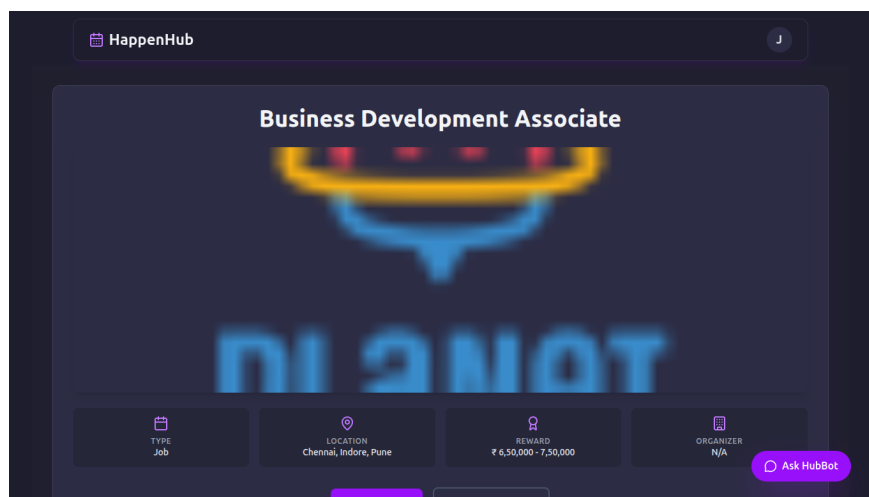 HappenHub
J
Business Development Associate
TYPE
Job
LOCATION
Chennai, Indore, Pune
REWARD
₹ 6,50,000 - 7,50,000
ORGANIZER
N/A
Ask HubBot